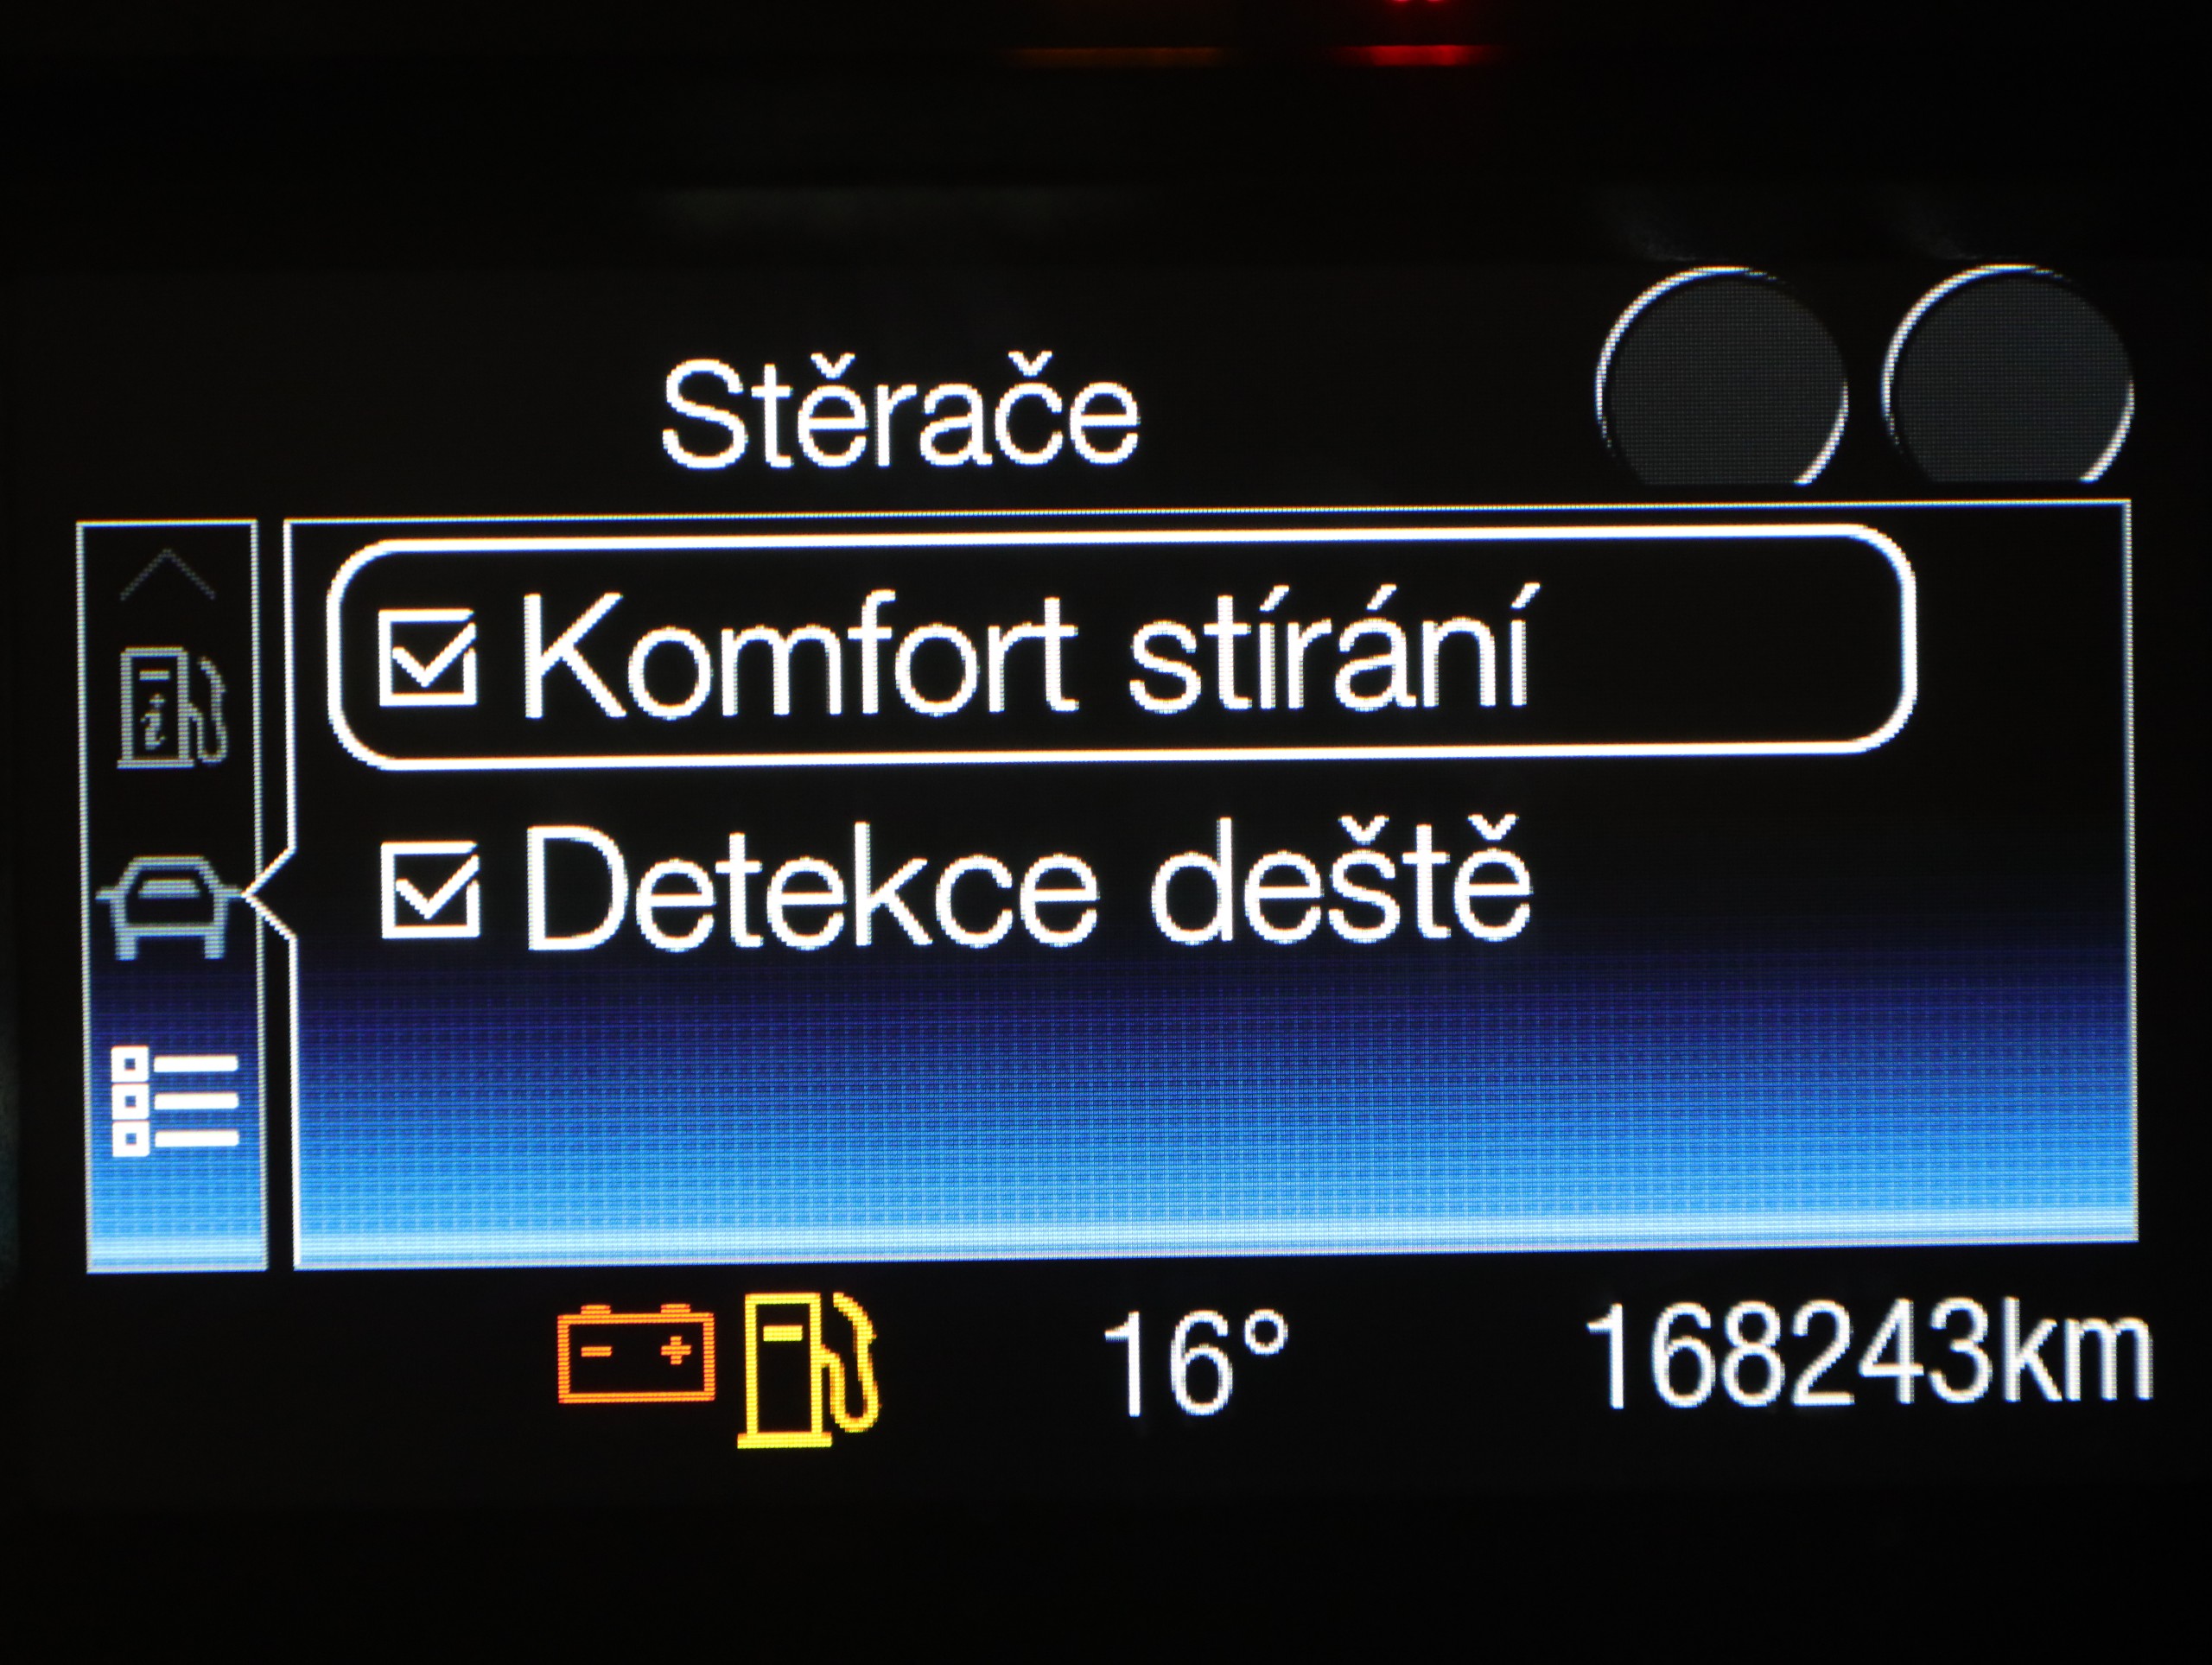 Stěrače
Komfort stírání
Detekce deště
16° 168243km